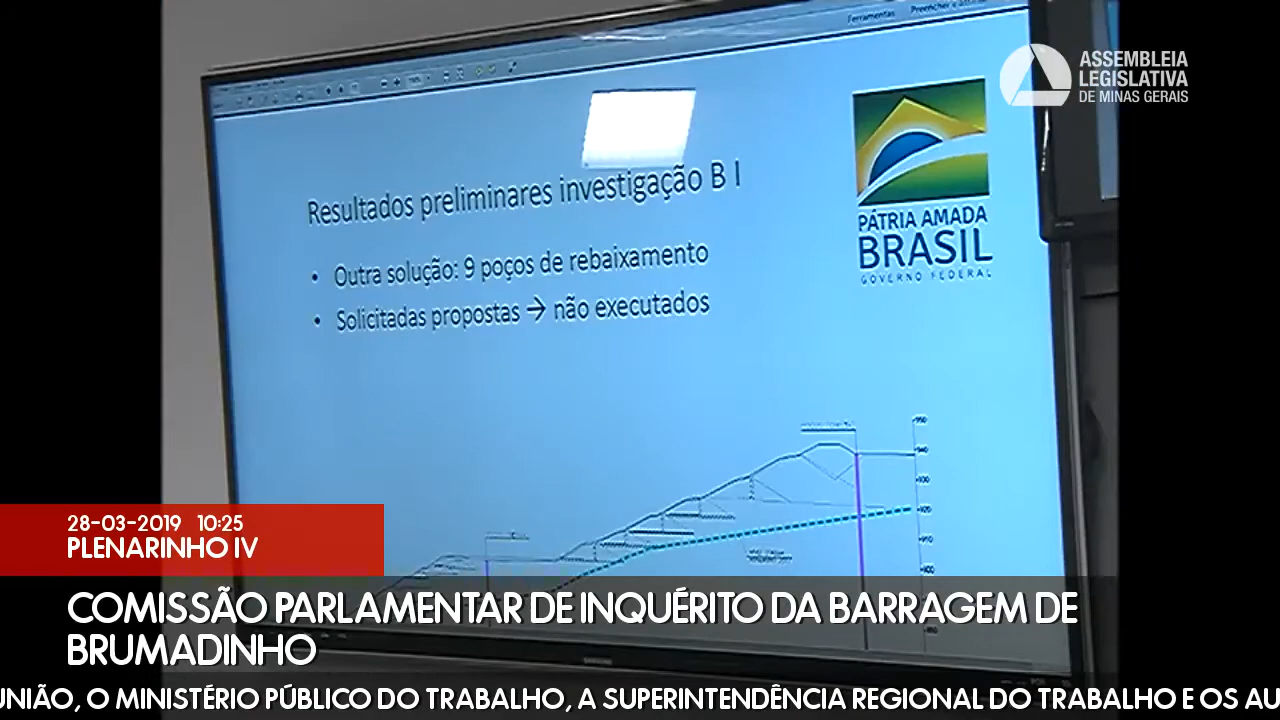 Ferramentas
ASSEMBLEIA
LEGISLATIVA
DE MINAS GERAIS
Resultados preliminares investigação B I
• Outra solução: 9 poços de rebaixamento
• Solicitadas propostas → não executados
PÁTRIA AMADA
BRASIL
GOVERNO FEDERAL
28-03-2019 10:25
PLENARINHO IV
COMISSÃO PARLAMENTAR DE INQUÉRITO DA BARRAGEM DE
BRUMADINHO
SAMSUNG
UNIÃO, O MINISTÉRIO PÚBLICO DO TRABALHO, A SUPERINTENDÊNCIA REGIONAL DO TRABALHO E OS AU